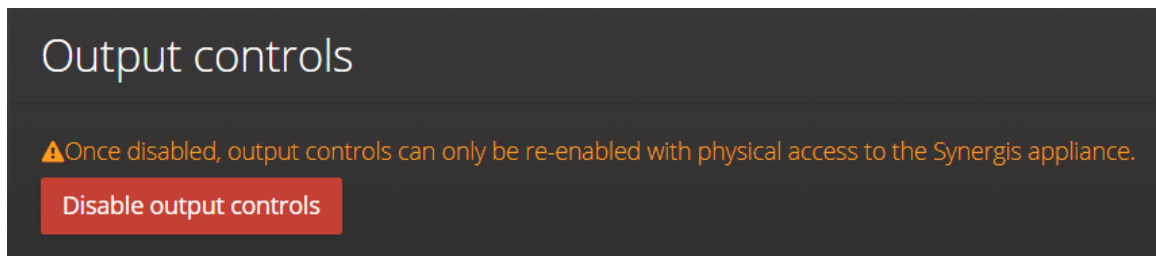 Output controls
Once disabled, output controls can only be re-enabled with physical access to the Synergis appliance.
Disable output controls